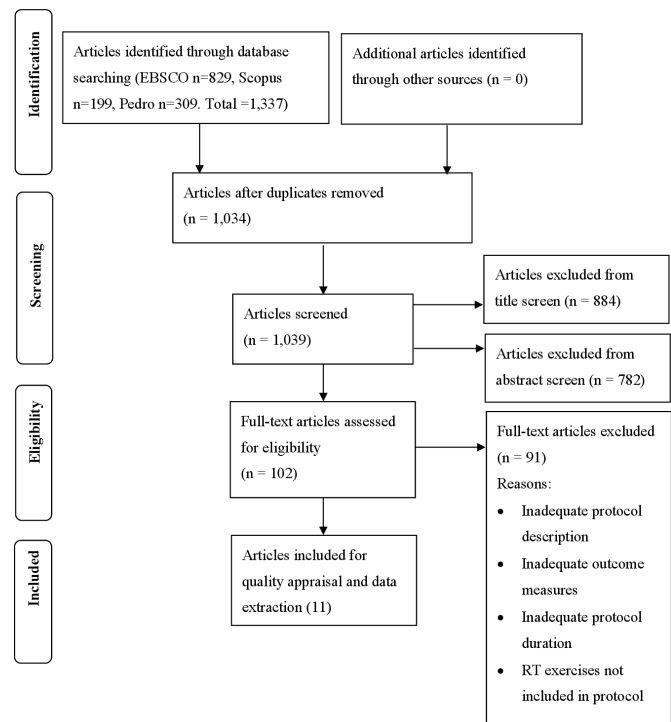 Identification
Articles identified through database
searching (EBSCO n=829, Scopus
n=199, Pedro n=309. Total =1,337)
Additional articles identified
through other sources (n = 0)
Articles after duplicates removed
(n = 1,034)
Screening
Articles screened
(n = 1,039)
Articles excluded from
title screen (n = 884)
Articles excluded from
abstract screen (n = 782)
Eligibility
Full-text articles assessed
for eligibility
(n = 102)
Full-text articles excluded
(n = 91)
Reasons:
• Inadequate protocol
description
• Inadequate outcome
measures
• Inadequate protocol
duration
• RT exercises not
included in protocol
Included
Articles included for
quality appraisal and data
extraction (11)